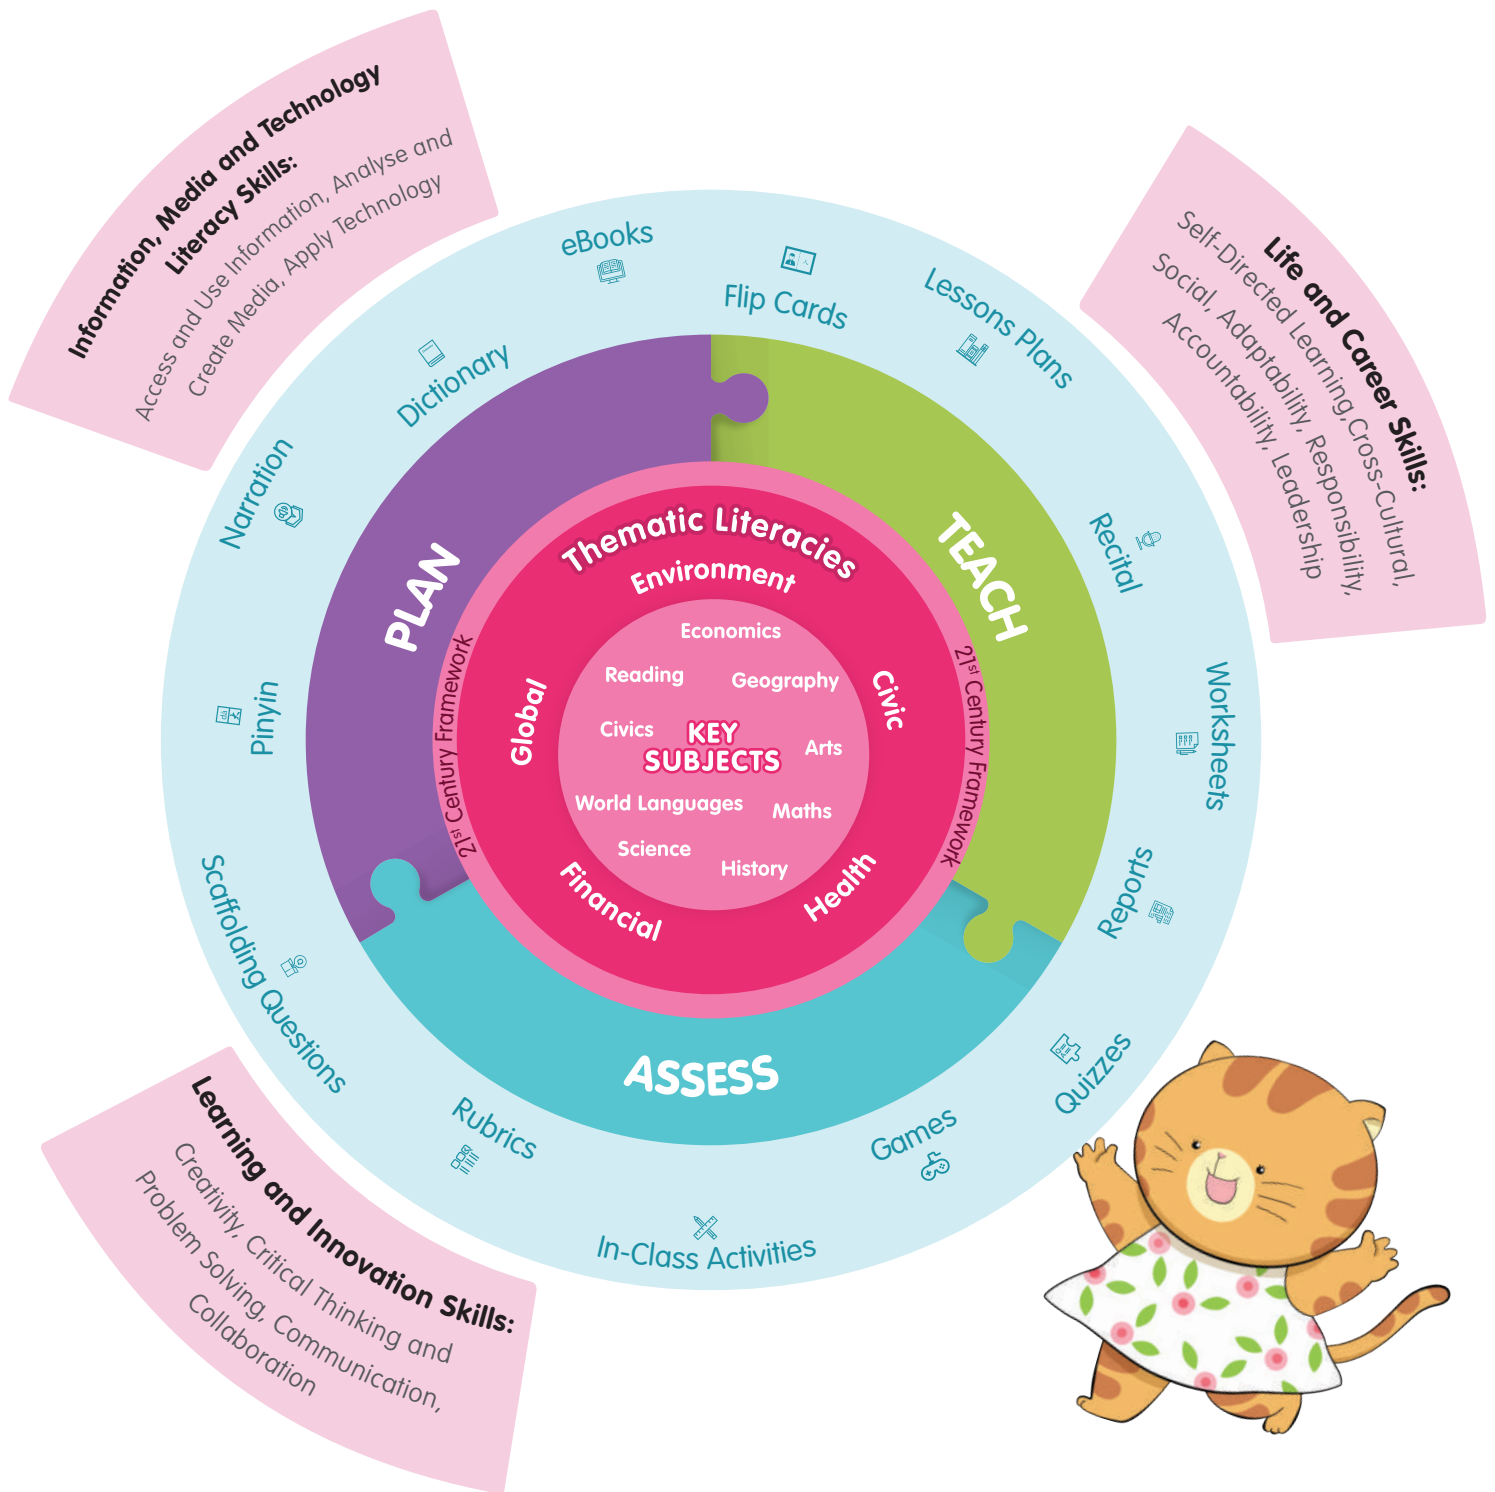 Information, Media and Technology
Literacy Skills:
Access and Use Information, Analyse and
Create Media, Apply Technology
Life and Career Skills:
Self-Directed Learning,Cross-Cultural,
Social, Adaptability, Responsibility,
Accountability, Leadership
Learning and Innovation Skills:
Creativity, Critical Thinking and
Problem Solving, Communication,
Collaboration
eBooks
Flip Cards
Lessons Plans
Recital
Worksheets
Reports
Quizzes
Games
In-Class Activities
Rubrics
Scaffolding Questions
Pinyin
Narration
Dictionary
PLAN
TEACH
ASSESS
21st Century Framework
21st Century Framework
Thematic Literacies
Environment
Civic
Health
Financial
Global
Economics
Reading
Geography
Civics
KEY
SUBJECTS
Arts
World Languages
Maths
Science
History